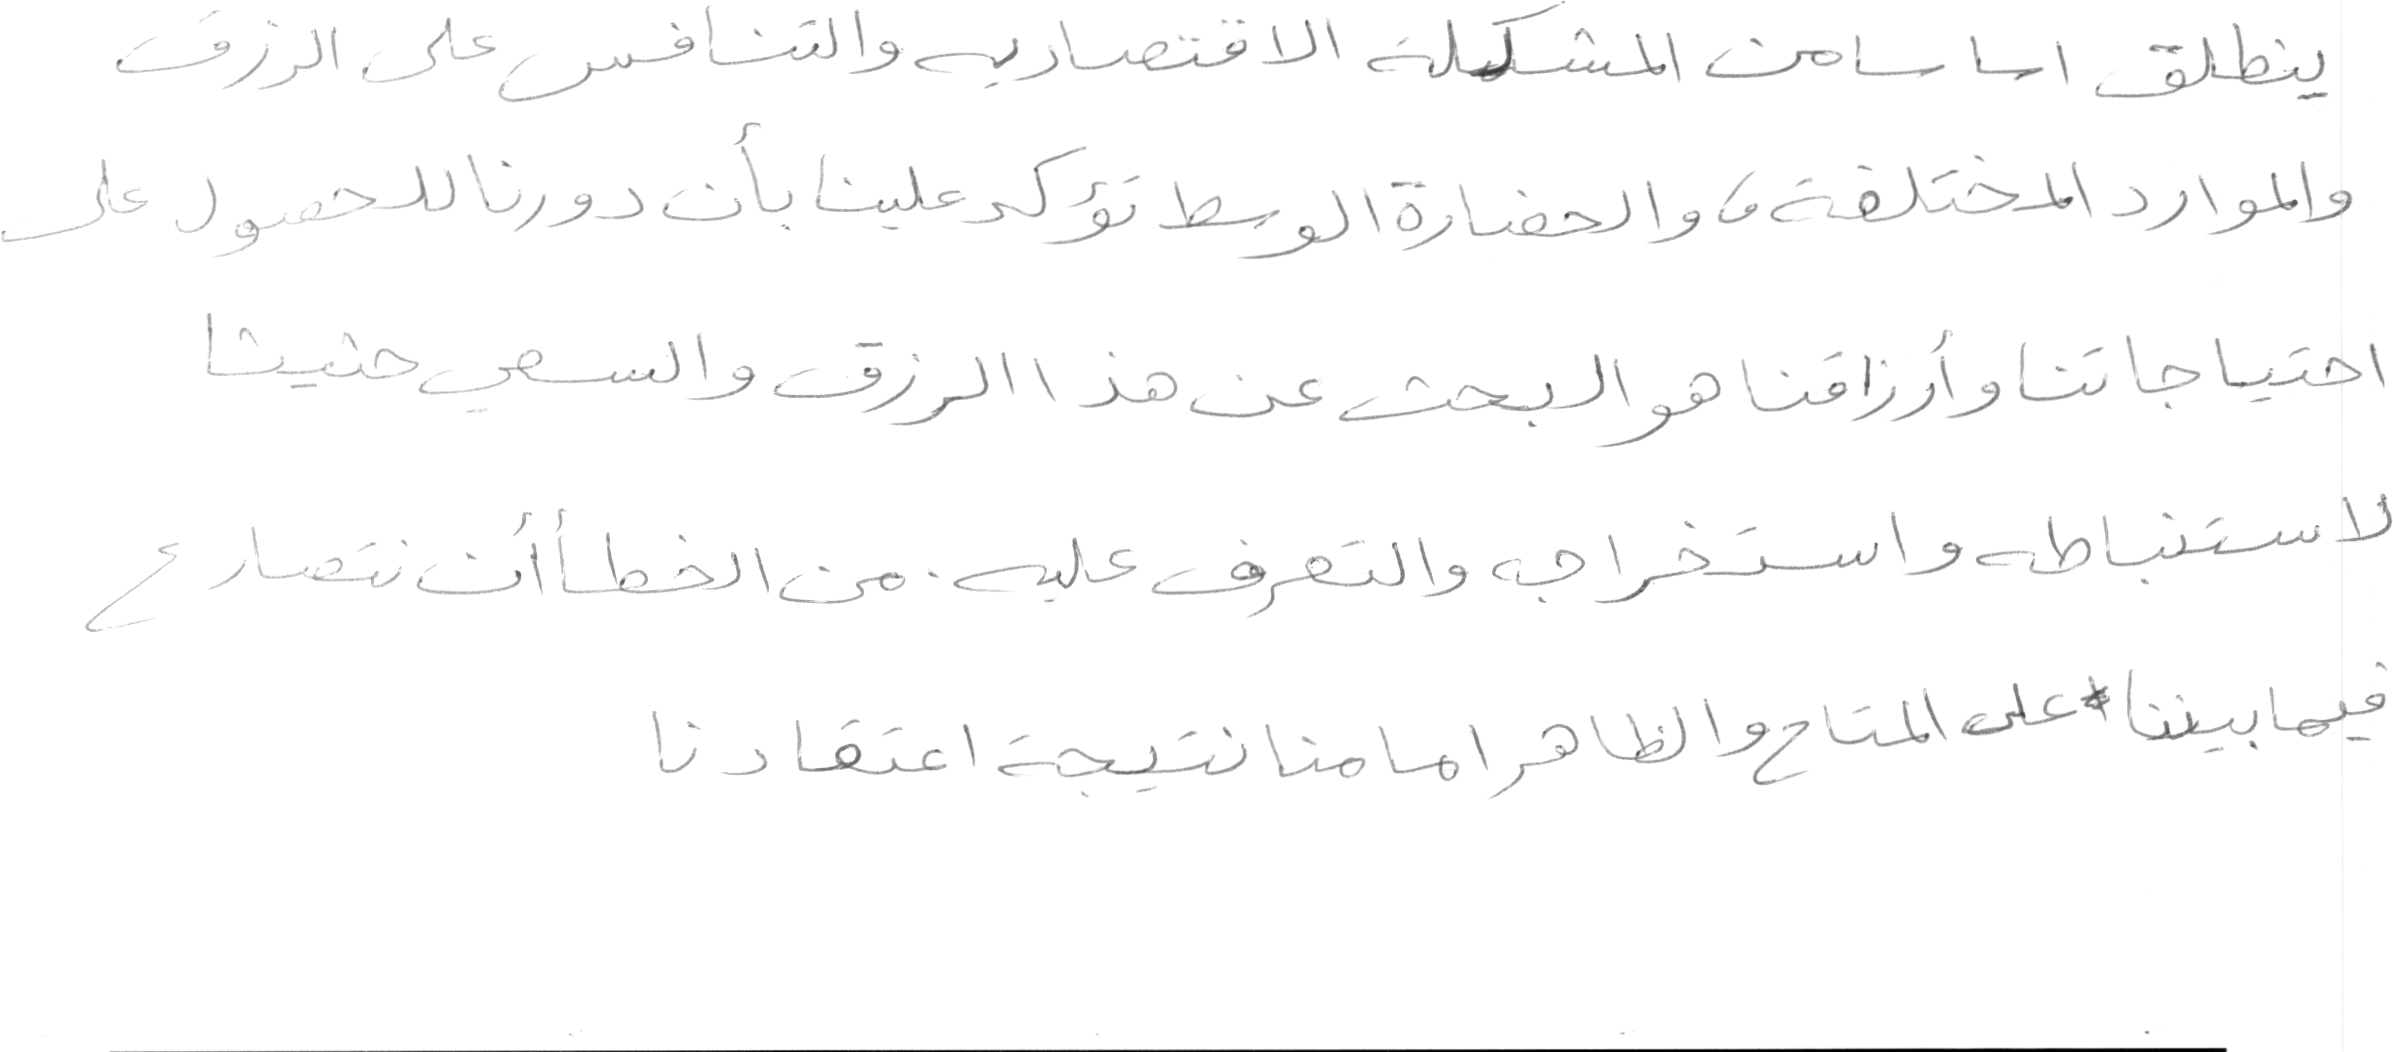 ينطلق اساسا من المشكلة الاقتصاديه والتنافس على الرزق
والموارد المختلفة، والحضارة الوسط تؤكد علينا بأن دورنا للحصول على
احتياجاتنا وأرزاقنا هو البحث عن هذا الرزق والسعي حثيثا
لاستنباطه واستخراجه والتعرف عليه. من الخطأ أن نتصارع
فيما بيننا على المتاح والظاهر امامنا نتيجة اعتقادنا